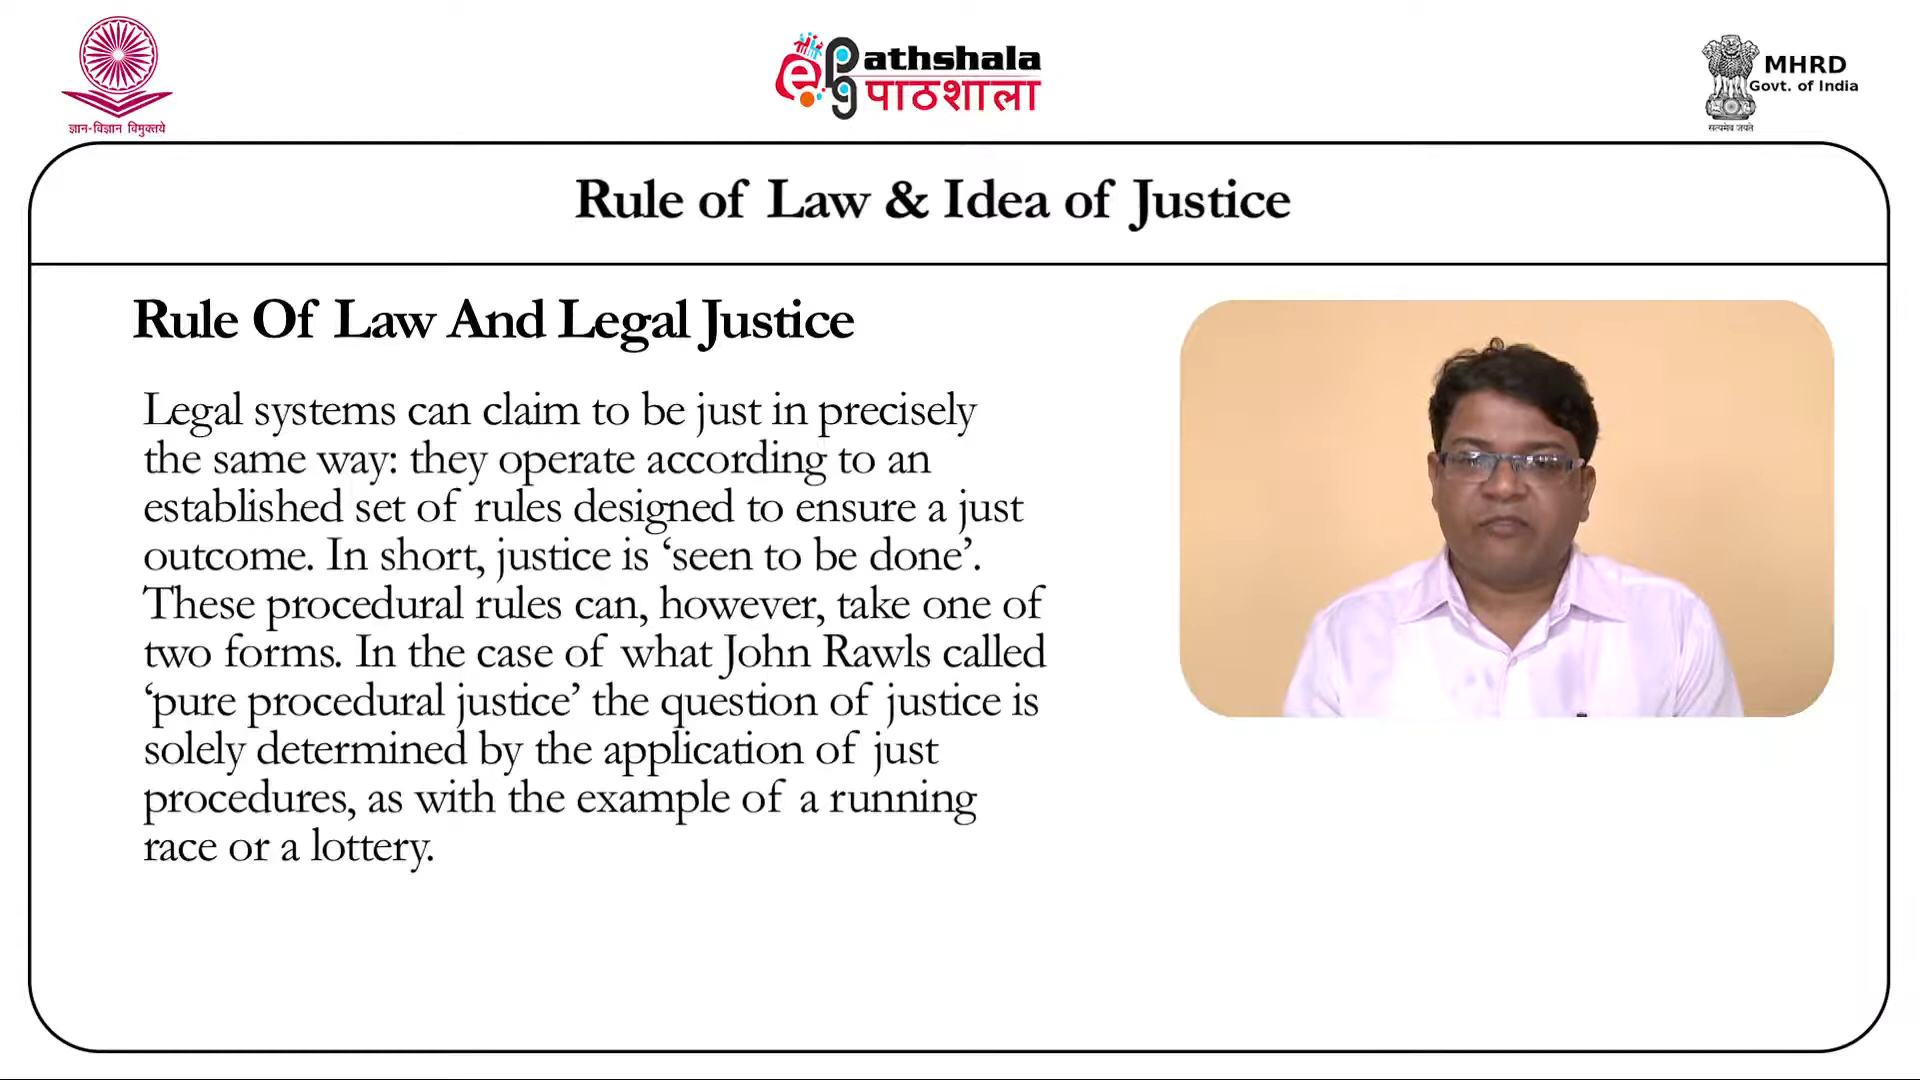 ज्ञान-विज्ञान विमुक्तये
ePG athshala
पाठशाला
MHRD
Govt. of India
सत्यमेव जयते
Rule of Law & Idea of Justice
Rule Of Law And Legal Justice
Legal systems can claim to be just in precisely
the same way: they operate according to an
established set of rules designed to ensure a just
outcome. In short, justice is ‘seen to be done’.
These procedural rules can, however, take one of
two forms. In the case of what John Rawls called
‘pure procedural justice’ the question of justice is
solely determined by the application of just
procedures, as with the example of a running
race or a lottery.